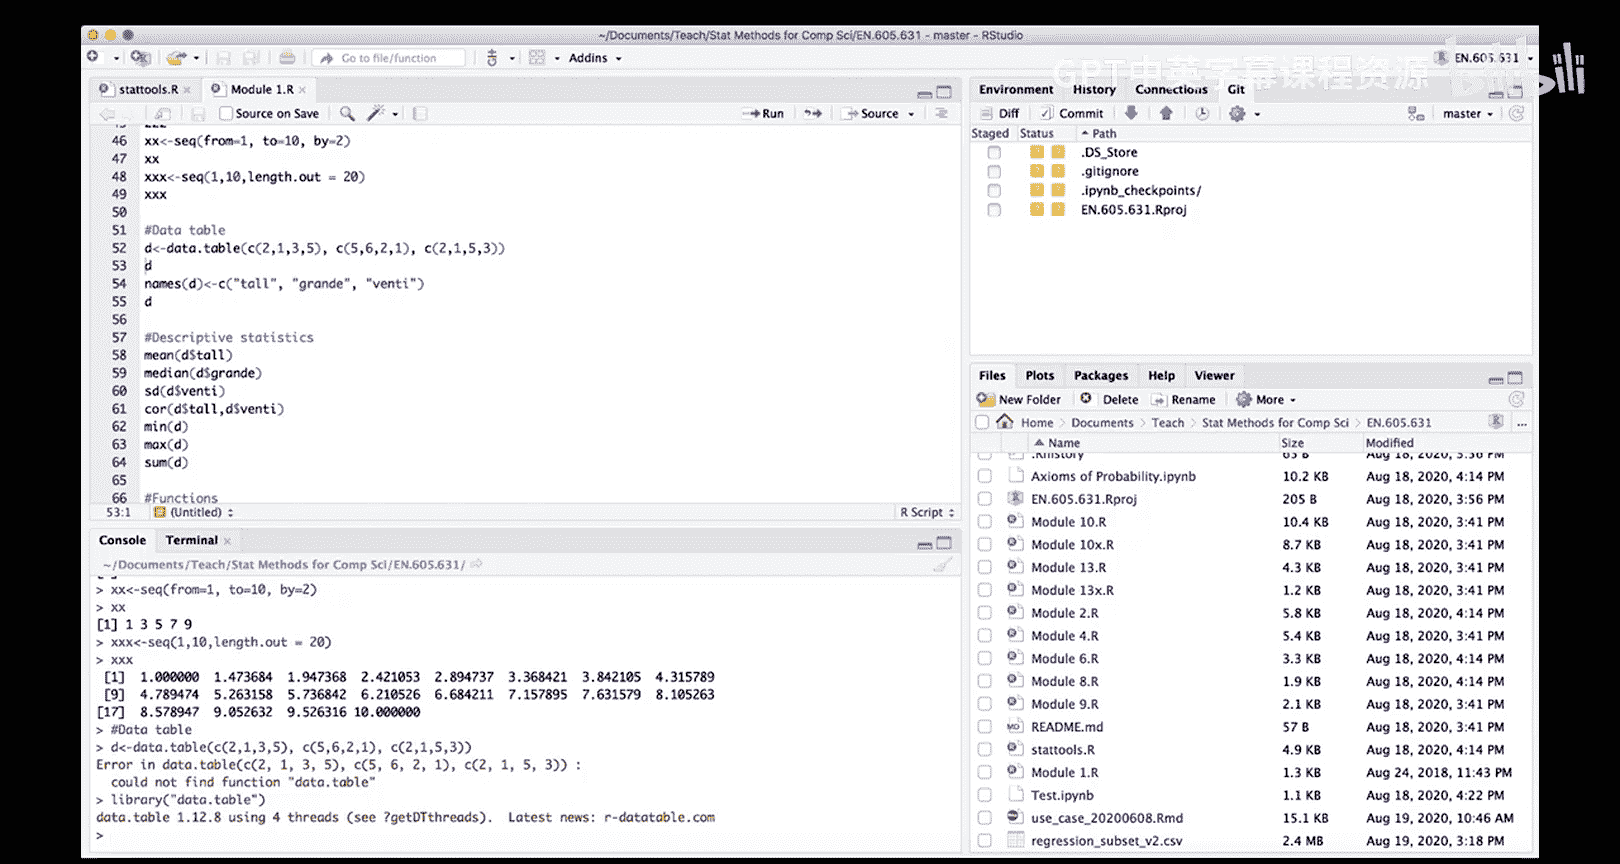 ~/Documents/Teach/Stat Methods for Comp Sci/EN.605.631 - master - RStudio
Go to file/function
Addins
EN.605.631
GPT中英字幕课程资源
stattools.R
Module 1.R
Source on Save
Run
Source
46 xx<-seq(from=1, to=10, by=2)
47 xx
48 xxx<-seq(1,10,length.out = 20)
49 xxx
50
51 #Data table
52 d<-data.table(c(2,1,3,5), c(5,6,2,1), c(2,1,5,3))
53 d
54 names(d)<-c("tall", "grande", "venti")
55 d
56
57 #Descriptive statistics
58 mean(d$tall)
59 median(d$grande)
60 sd(d$venti)
61 cor(d$tall,d$venti)
62 min(d)
63 max(d)
64 sum(d)
65
66 #Functions
53:1 (Untitled) R Script
Console Terminal
~/Documents/Teach/Stat Methods for Comp Sci/EN.605.631/
> xx<-seq(from=1, to=10, by=2)
> xx
[1] 1 3 5 7 9
> xxx<-seq(1,10,length.out = 20)
> xxx
[1] 1.000000 1.473684 1.947368 2.421053 2.894737 3.368421 3.842105 4.315789
[9] 4.789474 5.263158 5.736842 6.210526 6.684211 7.157895 7.631579 8.105263
[17] 8.578947 9.052632 9.526316 10.000000
> #Data table
> d<-data.table(c(2,1,3,5), c(5,6,2,1), c(2,1,5,3))
Error in data.table(c(2, 1, 3, 5), c(5, 6, 2, 1), c(2, 1, 5, 3)) :
could not find function "data.table"
> library("data.table")
data.table 1.12.8 using 4 threads (see ?getDTthreads). Latest news: r-datatable.com
>
Environment History Connections Git
Diff Commit master
Staged Status Path
.DS_Store
.gitignore
.ipynb_checkpoints/
EN.605.631.Rproj
Files Plots Packages Help Viewer
New Folder Delete Rename More
Home Documents Teach Stat Methods for Comp Sci EN.605.631 ...
Name Size Modified
.Rhistory 63 B Aug 18, 2020, 3:56 PM
Axioms of Probability.ipynb 10.2 KB Aug 18, 2020, 4:14 PM
EN.605.631.Rproj 205 B Aug 18, 2020, 3:56 PM
Module 10.R 10.4 KB Aug 18, 2020, 3:41 PM
Module 10x.R 8.7 KB Aug 18, 2020, 3:41 PM
Module 13.R 4.3 KB Aug 18, 2020, 3:41 PM
Module 13x.R 1.2 KB Aug 18, 2020, 3:41 PM
Module 2.R 5.8 KB Aug 18, 2020, 4:14 PM
Module 4.R 5.4 KB Aug 18, 2020, 3:41 PM
Module 6.R 3.3 KB Aug 18, 2020, 4:14 PM
Module 8.R 1.9 KB Aug 18, 2020, 4:14 PM
Module 9.R 2.1 KB Aug 18, 2020, 3:41 PM
README.md 57 B Aug 18, 2020, 3:41 PM
stattools.R 4.9 KB Aug 18, 2020, 4:14 PM
Module 1.R 1.3 KB Aug 24, 2018, 11:43 PM
Test.ipynb 1.1 KB Aug 18, 2020, 4:22 PM
use_case_20200608.Rmd 15.1 KB Aug 19, 2020, 10:46 AM
regression_subset_v2.csv 2.4 MB Aug 19, 2020, 3:18 PM